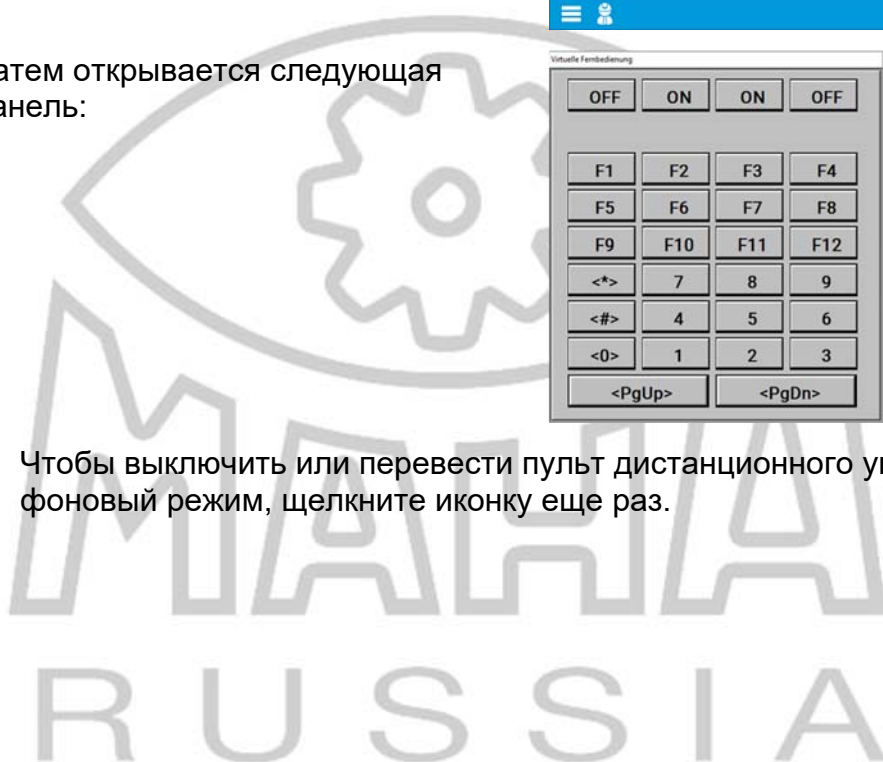 атем открывается следующая
анель:
Virtuelle Fernbedienung
OFF ON ON OFF
F1 F2 F3 F4
F5 F6 F7 F8
F9 F10 F11 F12
<*> 7 8 9
<#> 4 5 6
<0> 1 2 3
<PgUp> <PgDn>
Чтобы выключить или перевести пульт дистанционного у
фоновый режим, щелкните иконку еще раз.
MAHA
RUSSIA